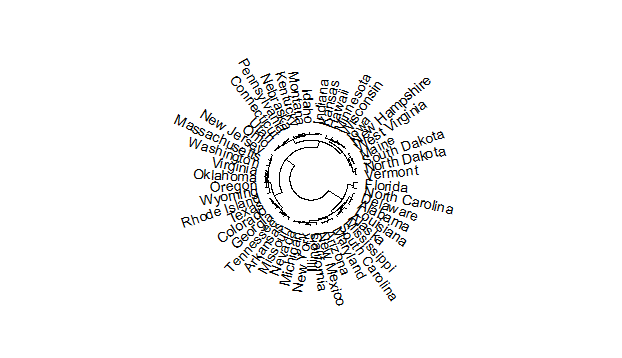 Indiana
Kansas
Hawaii
Minnesota
Wisconsin
New Hampshire
West Virginia
Maine
South Dakota
North Dakota
Vermont
Florida
North Carolina
Delaware
Alabama
Louisiana
Mississippi
South Carolina
Maryland
Arizona
New Mexico
California
Illinois
New York
Michigan
Nevada
Missouri
Arkansas
Tennessee
Georgia
Colorado
Texas
Rhode Island
Wyoming
Oregon
Oklahoma
Virginia
Washington
Massachusetts
New Jersey
Connecticut
Pennsylvania
Nebraska
Kentucky
Montana
Idaho